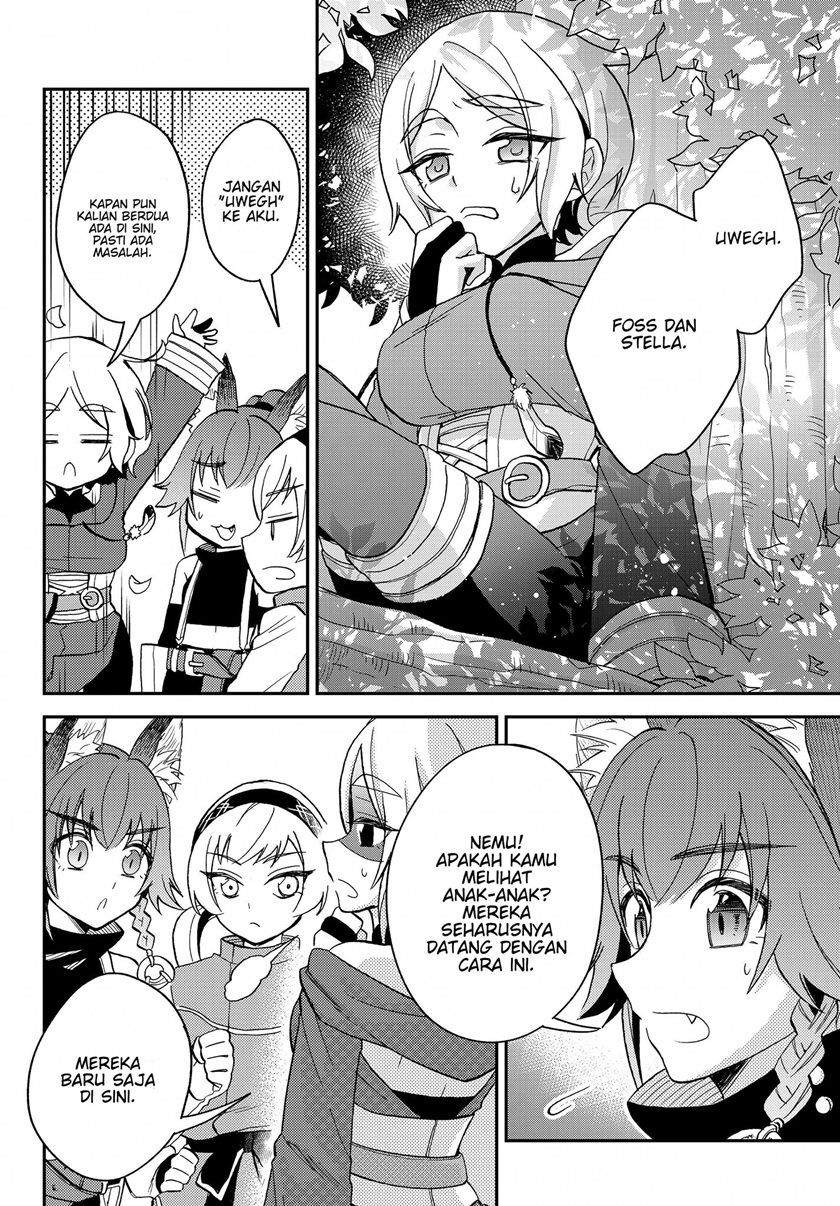 UWEGH.
FOSS DAN
STELLA.
JANGAN
"UWEGH"
KE AKU.
KAPAN PUN
KALIAN BERDUA
ADA DI SINI,
PASTI ADA
MASALAH.
NEMU!
APAKAH KAMU
MELIHAT
ANAK-ANAK?
MEREKA
SEHARUSNYA
DATANG DENGAN
CARA INI.
MEREKA
BARU SAJA
DI SINI.